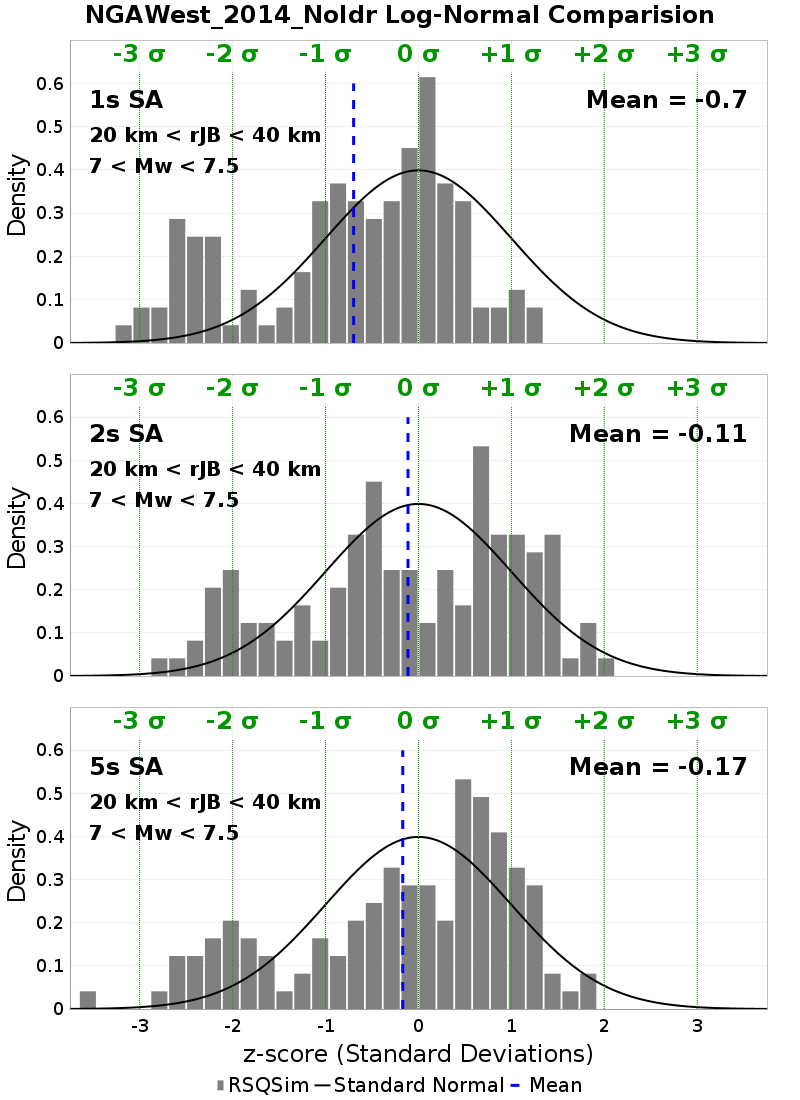 NGAWest_2014_NoIdr Log-Normal Comparision
-3 σ -2 σ -1 σ 0 σ +1 σ +2 σ +3 σ
1s SA
Mean = -0.7
20 km < rJB < 40 km
7 < Mw < 7.5
Density
0.6
0.5
0.4
0.3
0.2
0.1
0
-3 σ -2 σ -1 σ 0 σ +1 σ +2 σ +3 σ
2s SA
Mean = -0.11
20 km < rJB < 40 km
7 < Mw < 7.5
Density
0.6
0.5
0.4
0.3
0.2
0.1
0
-3 σ -2 σ -1 σ 0 σ +1 σ +2 σ +3 σ
5s SA
Mean = -0.17
20 km < rJB < 40 km
7 < Mw < 7.5
Density
0.6
0.5
0.4
0.3
0.2
0.1
0
-3 -2 -1 0 1 2 3
z-score (Standard Deviations)
RSQSim Standard Normal Mean